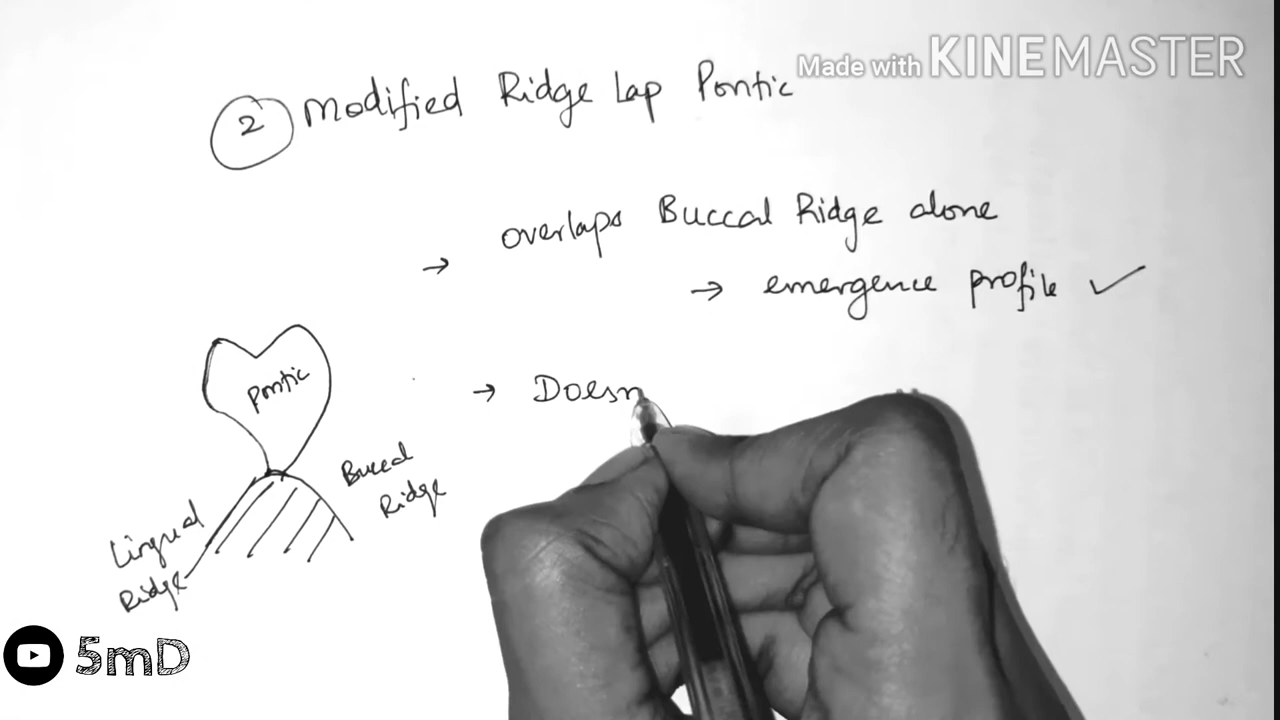 Made with KINEMASTER
2 Modified Ridge Lap Pontic
→ overlaps Buccal Ridge alone
→ emergence profile ✓
Pontic
→ Doesn
Buccal
Ridge
Lingual
Ridge
5mD